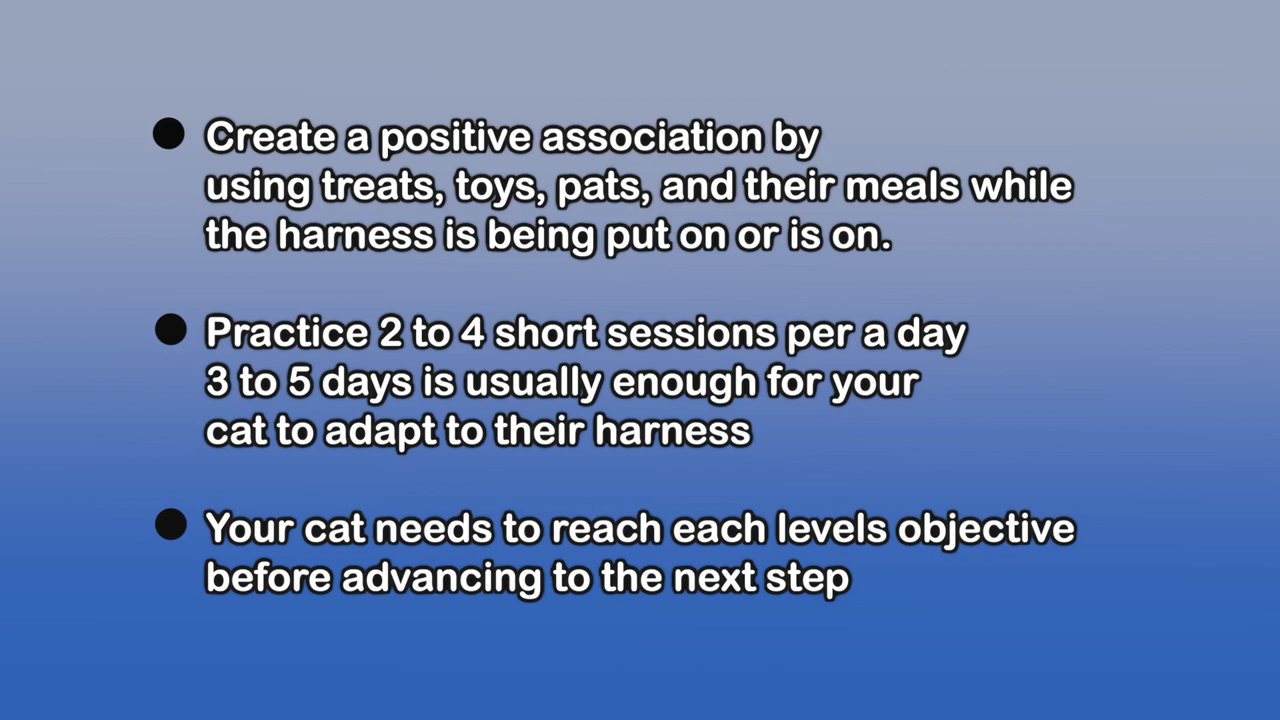 ● Create a positive association by
using treats, toys, pats, and their meals while
the harness is being put on or is on.
● Practice 2 to 4 short sessions per a day
3 to 5 days is usually enough for your
cat to adapt to their harness
● Your cat needs to reach each levels objective
before advancing to the next step